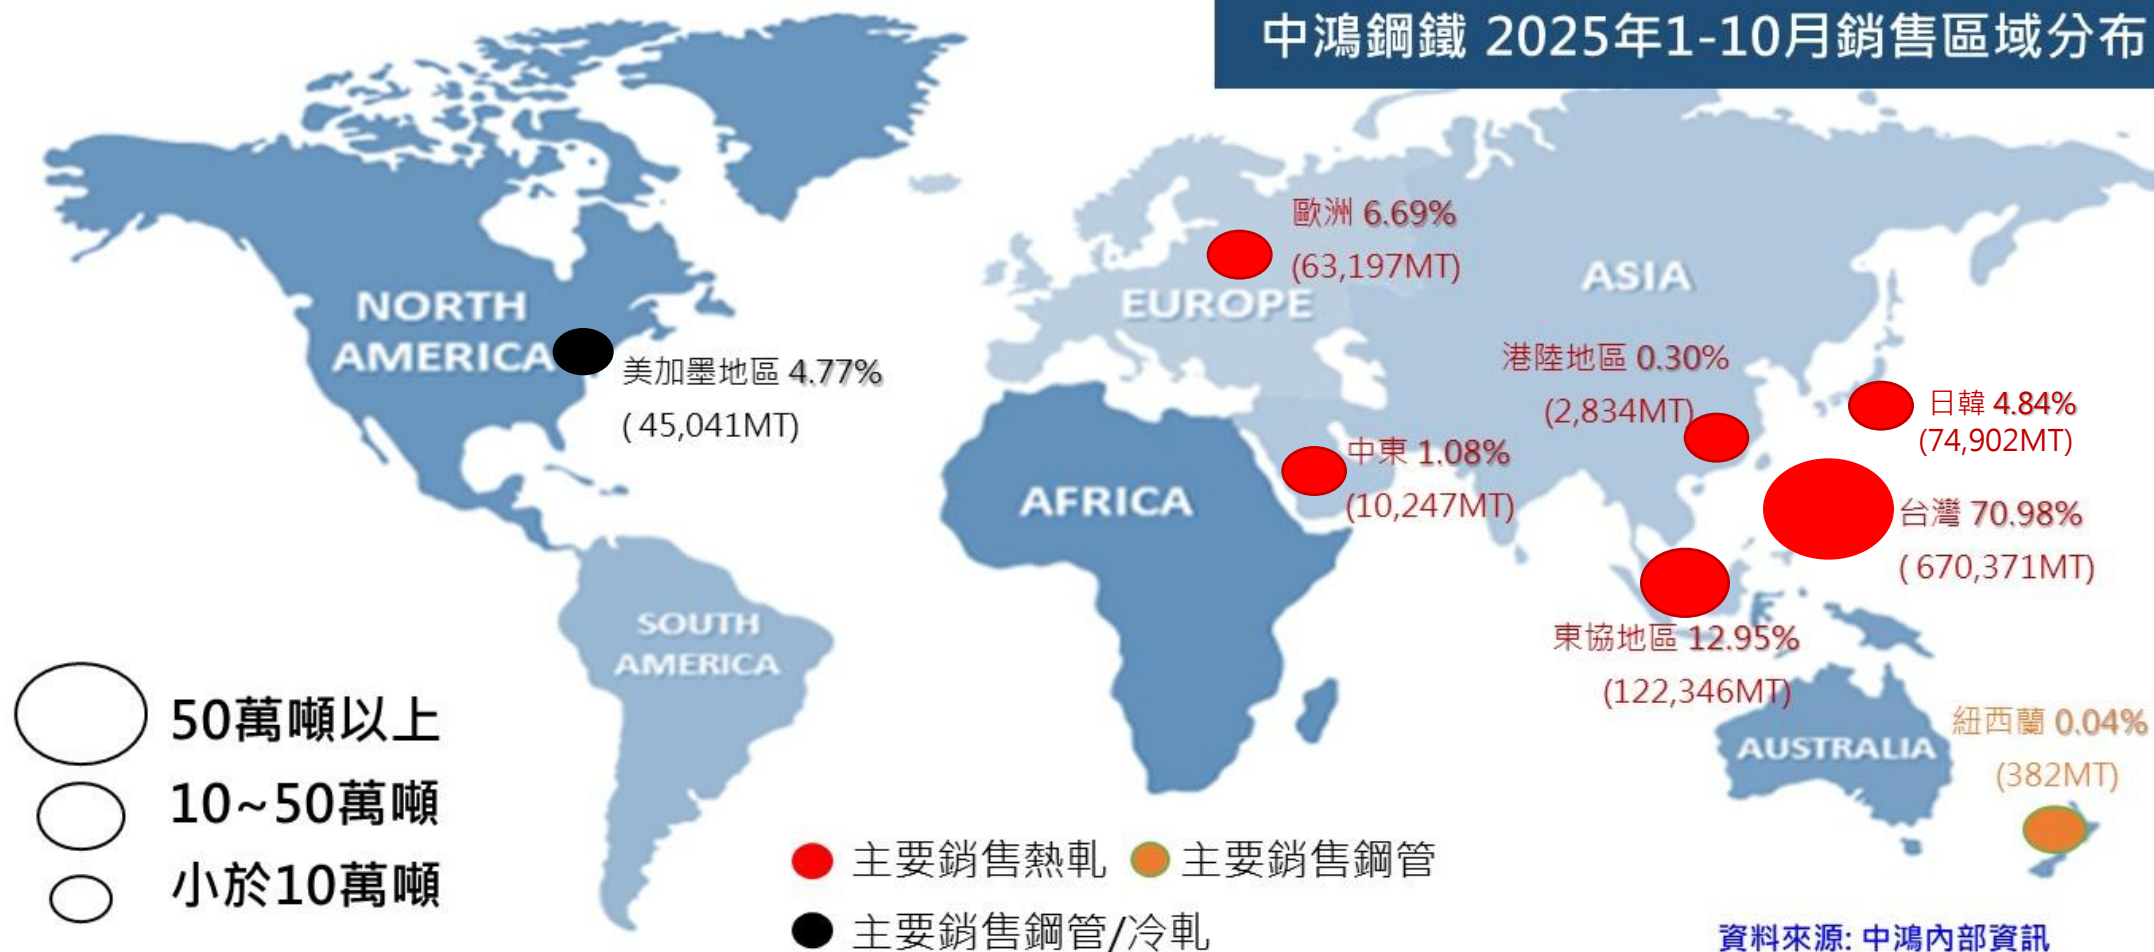 中鴻鋼鐵 2025年1-10月銷售區域分布
歐洲 6.69%
(63,197MT)
ASIA
EUROPE
NORTH
AMERICA
美加墨地區 4.77%
( 45,041MT)
港陸地區 0.30%
(2,834MT)
日韓 4.84%
(74,902MT)
中東 1.08%
(10,247MT)
AFRICA
台灣 70.98%
( 670,371MT)
SOUTH
AMERICA
東協地區 12.95%
(122,346MT)
AUSTRALIA
紐西蘭 0.04%
(382MT)
50萬噸以上
10~50萬噸
小於10萬噸
主要銷售熱軋
主要銷售鋼管
主要銷售鋼管/冷軋
資料來源: 中鴻內部資訊